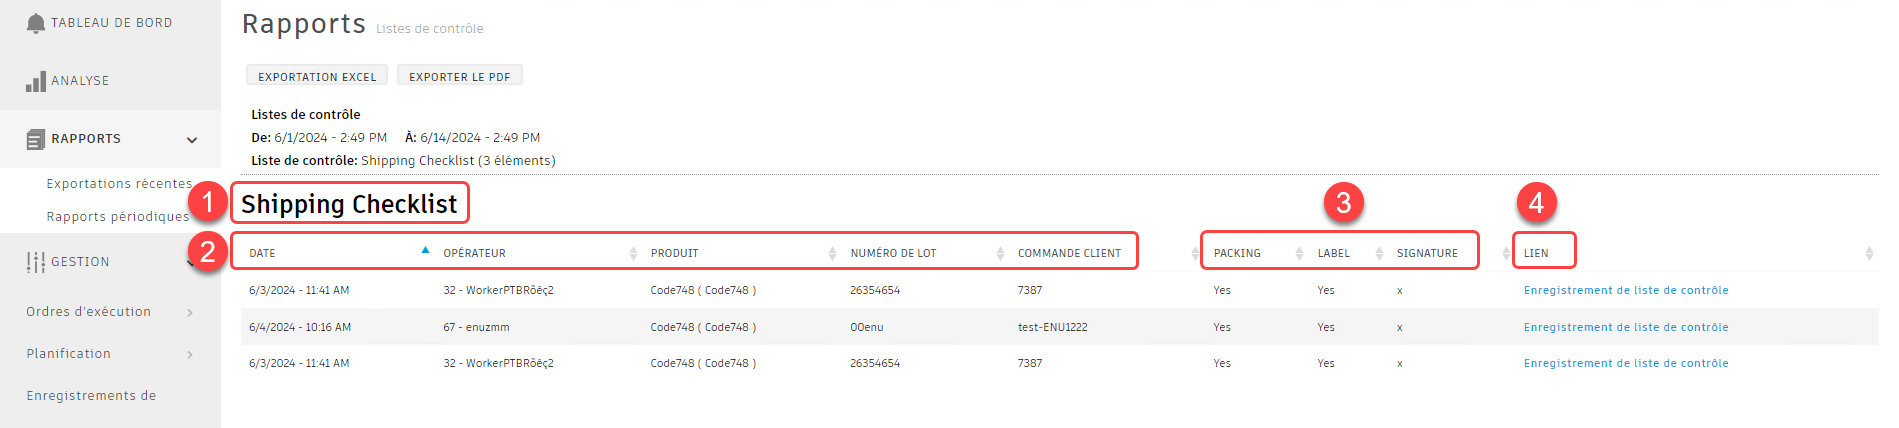 TABLEAU DE BORD
ANALYSE
RAPPORTS
Exportations récentes
Rapports périodiques
GESTION
Ordres d'exécution
Planification
Enregistrements de
Rapports Listes de contrôle
EXPORTATION EXCEL EXPORTER LE PDF
Listes de contrôle
De: 6/1/2024 - 2:49 PM À: 6/14/2024 - 2:49 PM
Liste de contrôle: Shipping Checklist (3 éléments)
1 Shipping Checklist
3 4
2 DATE OPÉRATEUR PRODUIT NUMÉRO DE LOT COMMANDE CLIENT PACKING LABEL SIGNATURE LIEN
6/3/2024 - 11:41 AM 32 - WorkerPTBRõêç2 Code748 ( Code748 ) 26354654 7387 Yes Yes x Enregistrement de liste de contrôle
6/4/2024 - 10:16 AM 67 - enuzmm Code748 ( Code748 ) 00enu test-ENU1222 Yes Yes x Enregistrement de liste de contrôle
6/3/2024 - 11:41 AM 32 - WorkerPTBRõêç2 Code748 ( Code748 ) 26354654 7387 Yes Yes x Enregistrement de liste de contrôle